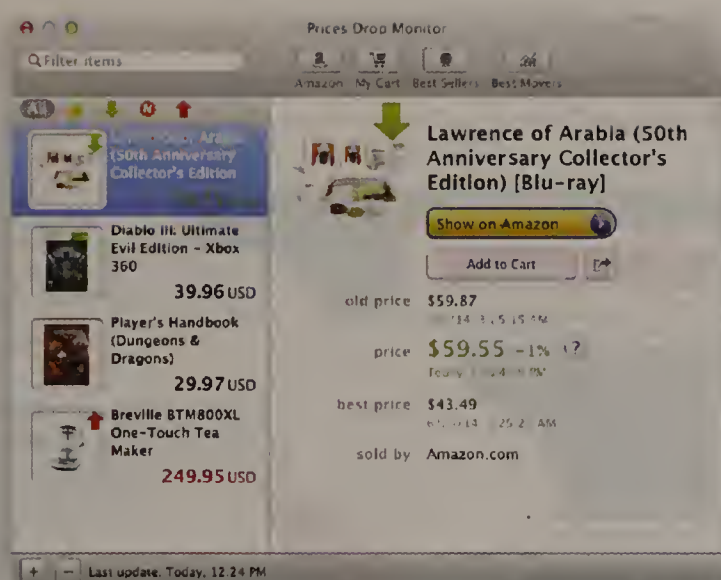 Prices Drop Monitor
Filter items
Amazon My Cart Best Sellers Best Movers
All
N
(50th Anniversary
Collector's Edition
Diablo III: Ultimate
Evil Edition – Xbox
360
39.96 USD
Player's Handbook
(Dungeons &
Dragons)
29.97 USD
Breville BTM800XL
One-Touch Tea
Maker
249.95 USD
Lawrence of Arabia (50th
Anniversary Collector's
Edition) [Blu-ray]
Show on Amazon
Add to Cart
old price $59.87
price $59.55 -1% ?
best price $43.49
sold by Amazon.com
+ − Last update. Today, 12.24 PM